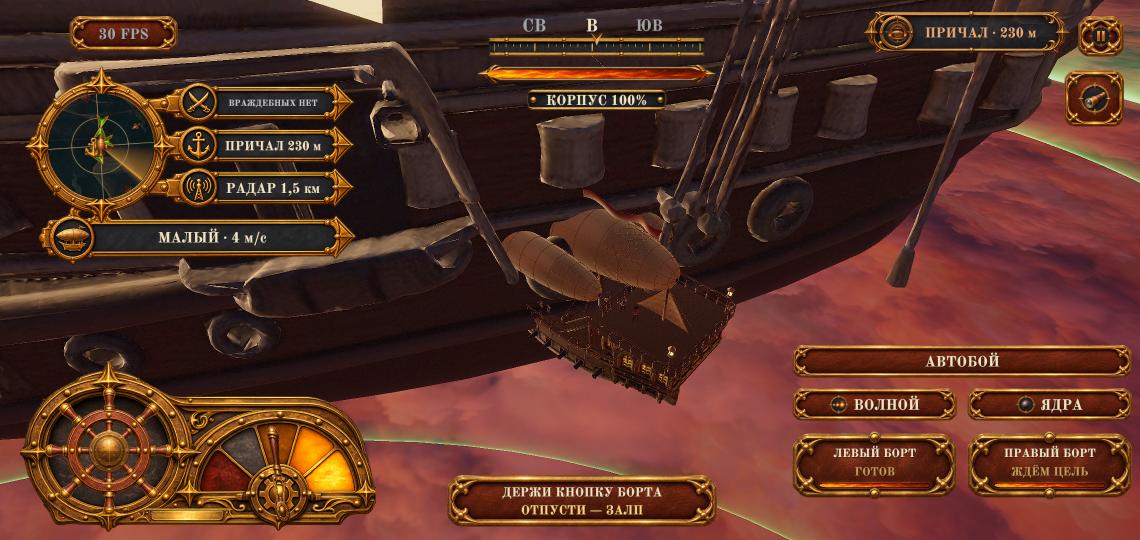 30 FPS
СВ В ЮВ
ПРИЧАЛ · 230 м
КОРПУС 100%
ВРАЖДЕБНЫХ НЕТ
ПРИЧАЛ 230 м
РАДАР 1,5 км
МАЛЫЙ · 4 м/с
АВТОБОЙ
ВОЛНОЙ
ЯДРА
ЛЕВЫЙ БОРТ
ГОТОВ
ПРАВЫЙ БОРТ
ЖДЁМ ЦЕЛЬ
ДЕРЖИ КНОПКУ БОРТА
ОТПУСТИ — ЗАЛП